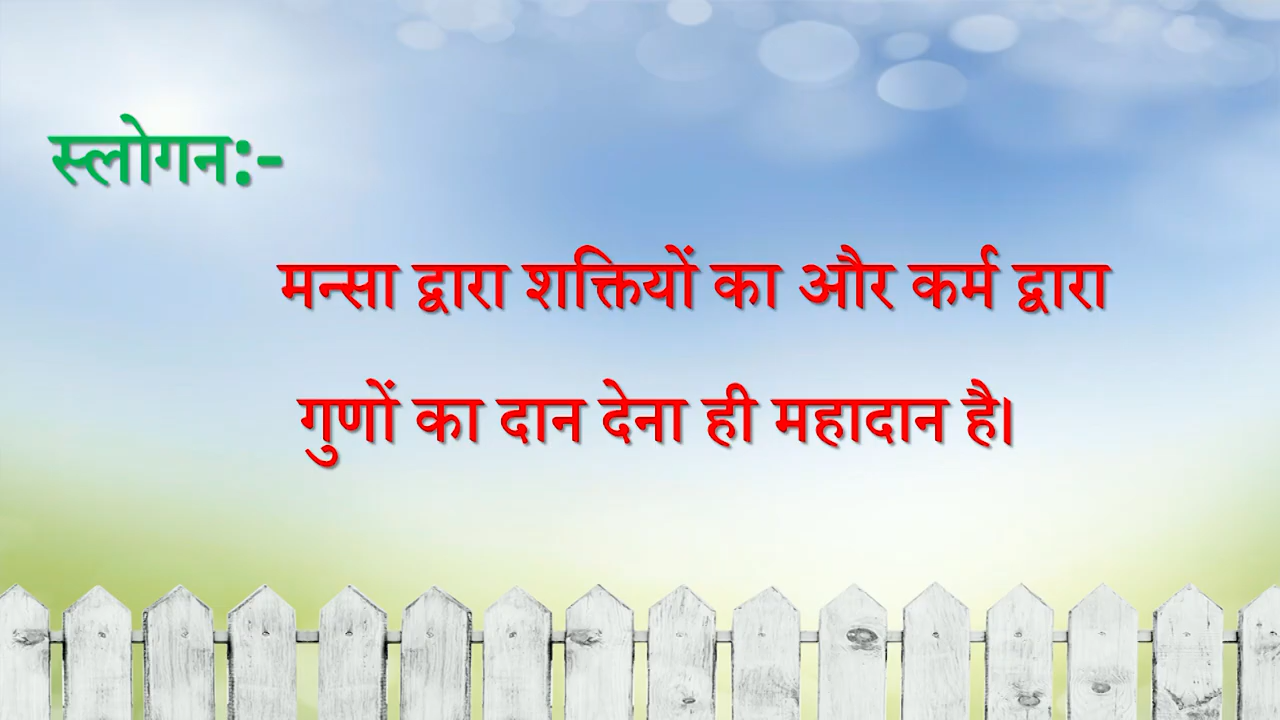 स्लोगन:-
मन्सा द्वारा शक्तियों का और कर्म द्वारा
गुणों का दान देना ही महादान है।